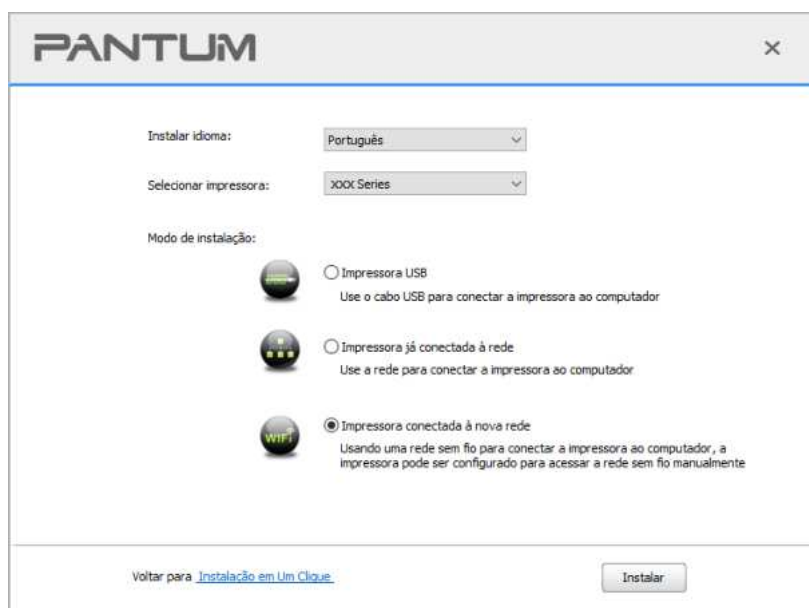 PANTUM
Instalar idioma:
Português
Selecionar impressora:
XXX Series
Modo de instalação:
Impressora USB
Use o cabo USB para conectar a impressora ao computador
Impressora já conectada à rede
Use a rede para conectar a impressora ao computador
WiFi
Impressora conectada à nova rede
Usando uma rede sem fio para conectar a impressora ao computador, a
impressora pode ser configurado para acessar a rede sem fio manualmente
Voltar para Instalação em Um Clique
Instalar